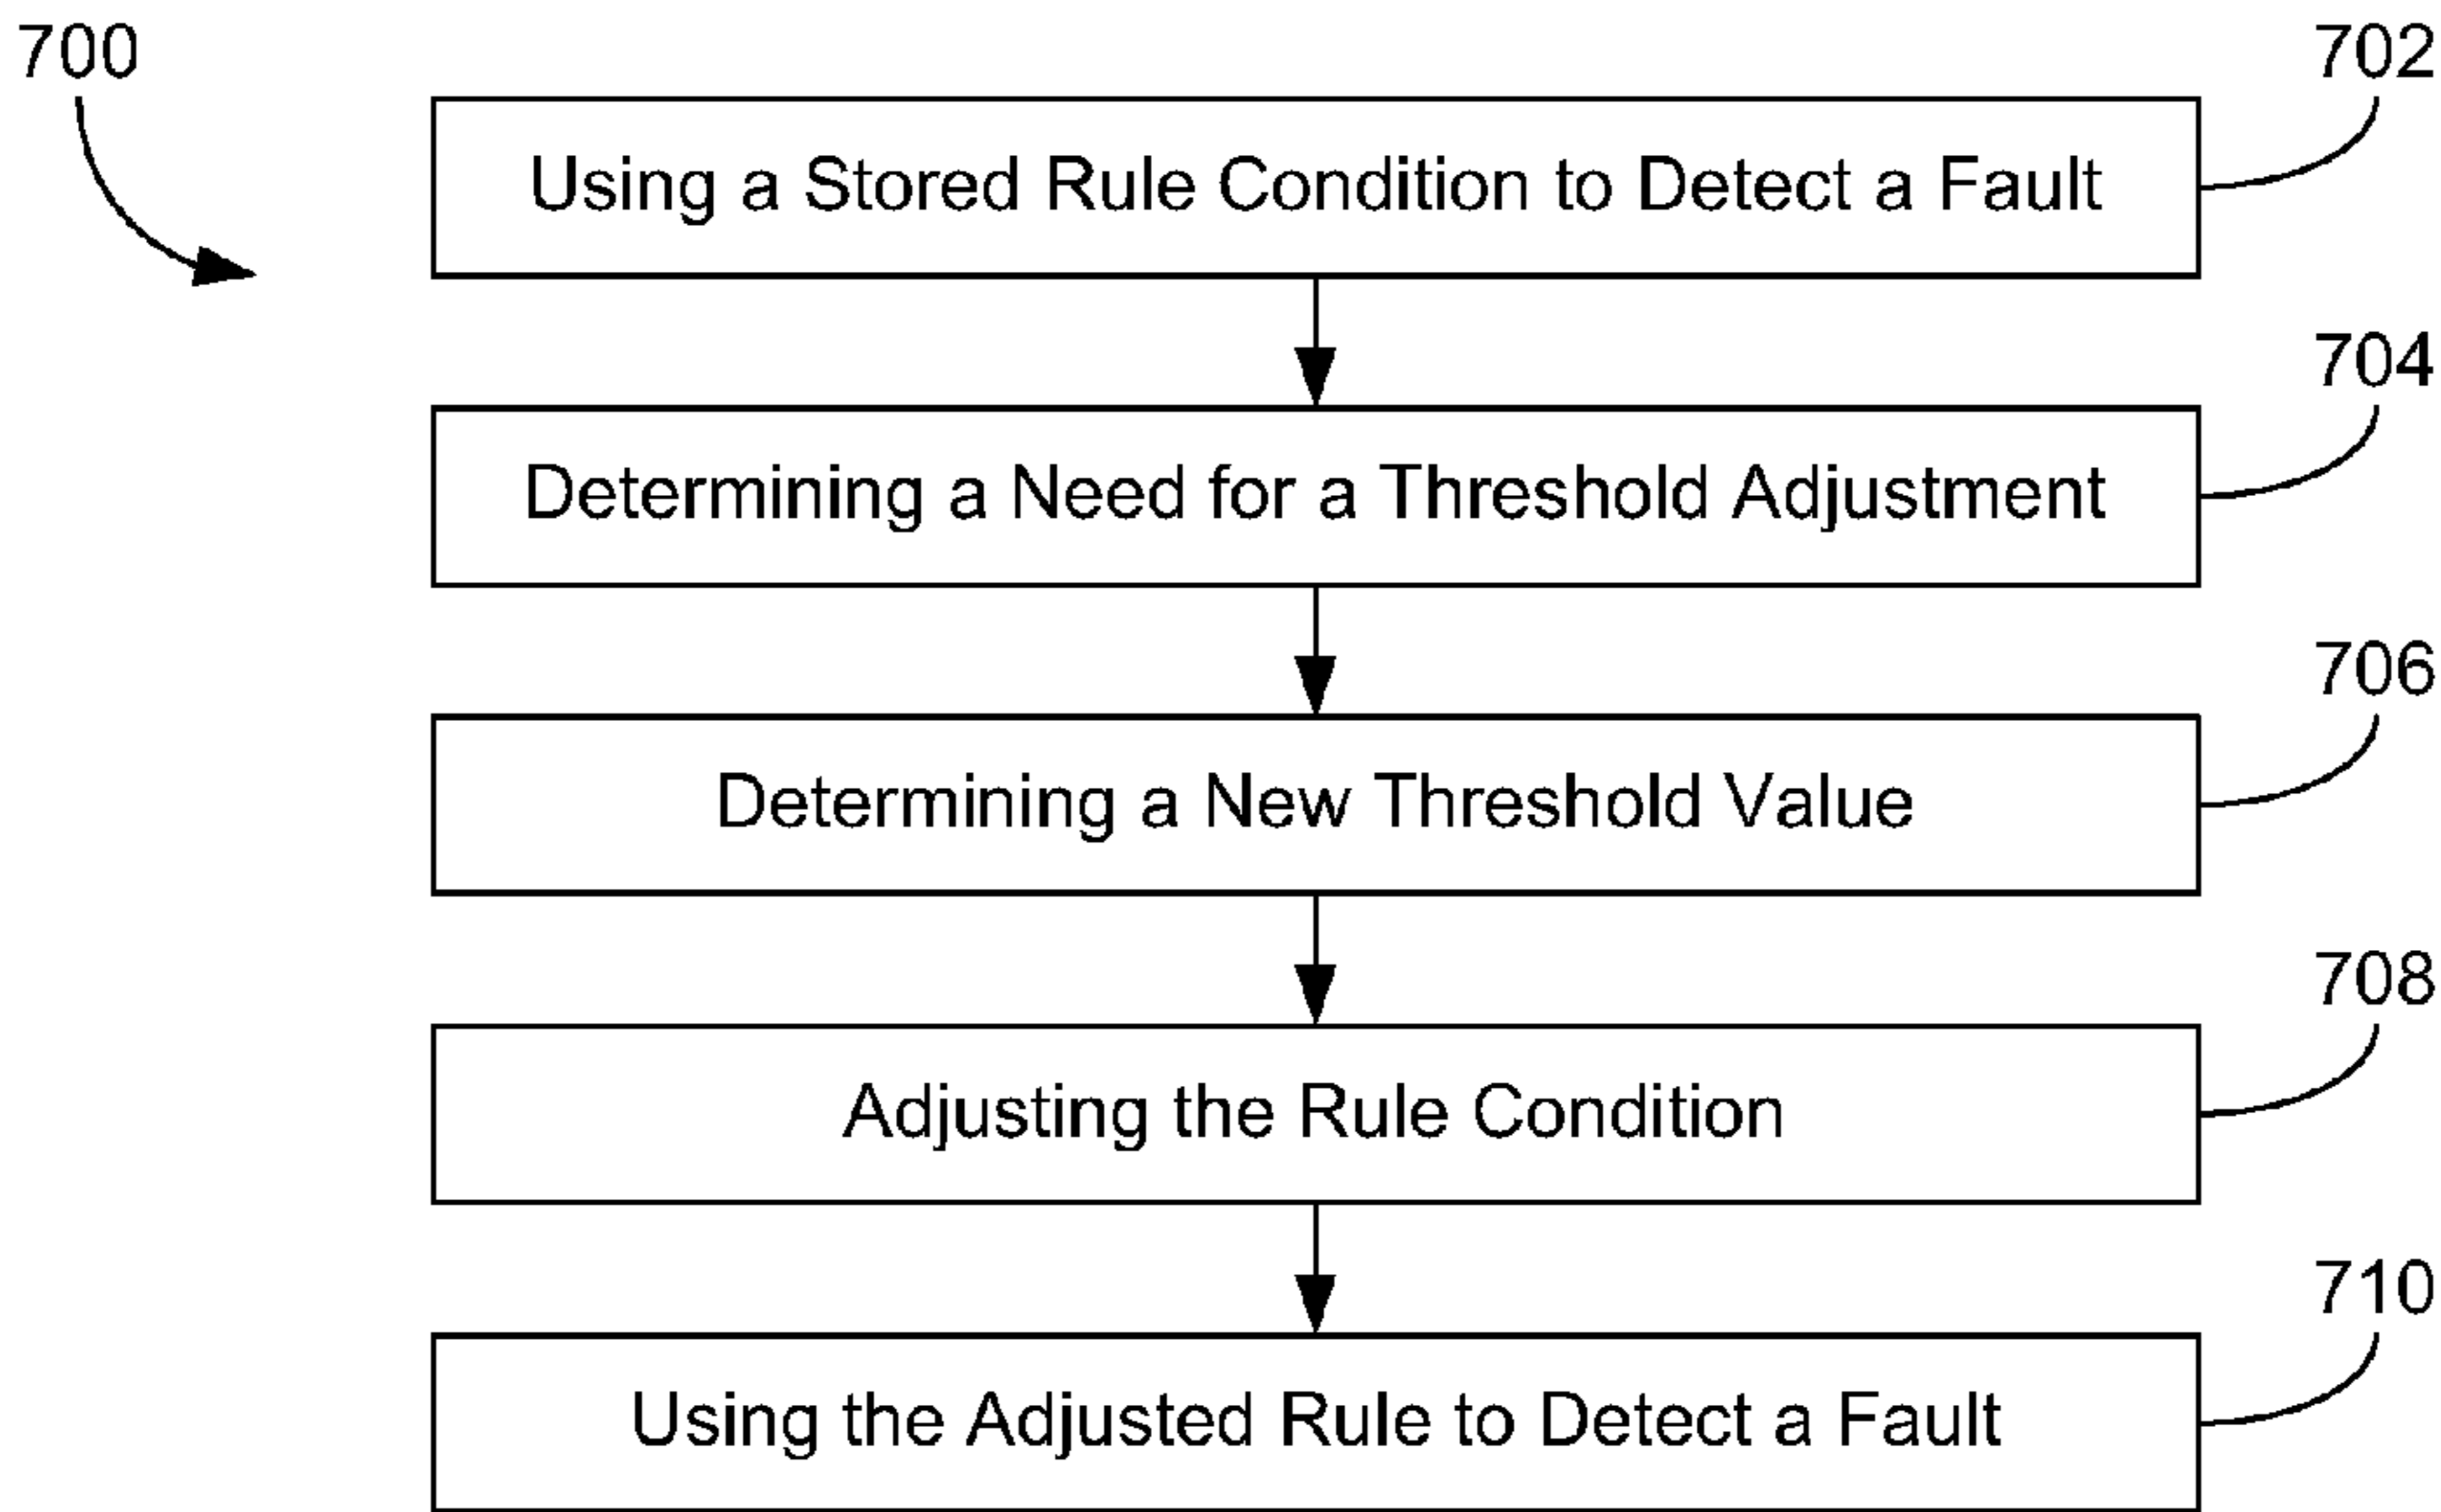 700
702
Using a Stored Rule Condition to Detect a Fault
704
Determining a Need for a Threshold Adjustment
706
Determining a New Threshold Value
708
Adjusting the Rule Condition
710
Using the Adjusted Rule to Detect a Fault